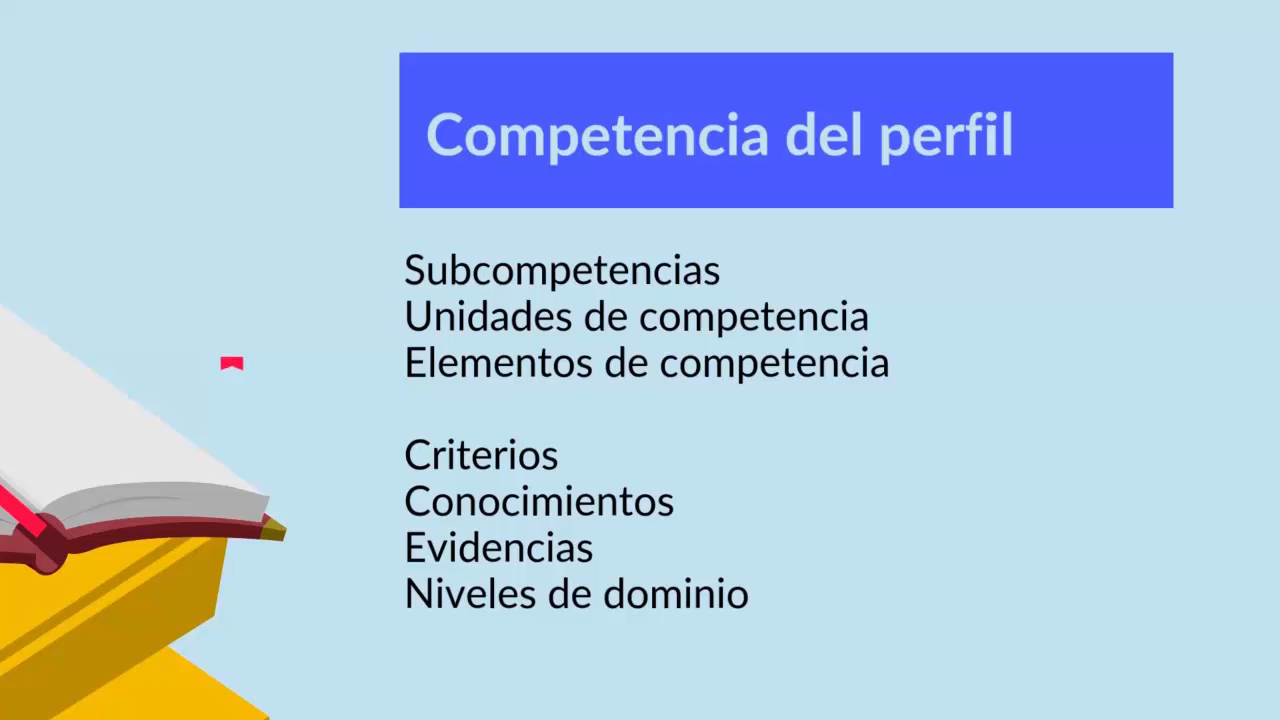 Competencia del perfil
Subcompetencias
Unidades de competencia
Elementos de competencia
Criterios
Conocimientos
Evidencias
Niveles de dominio